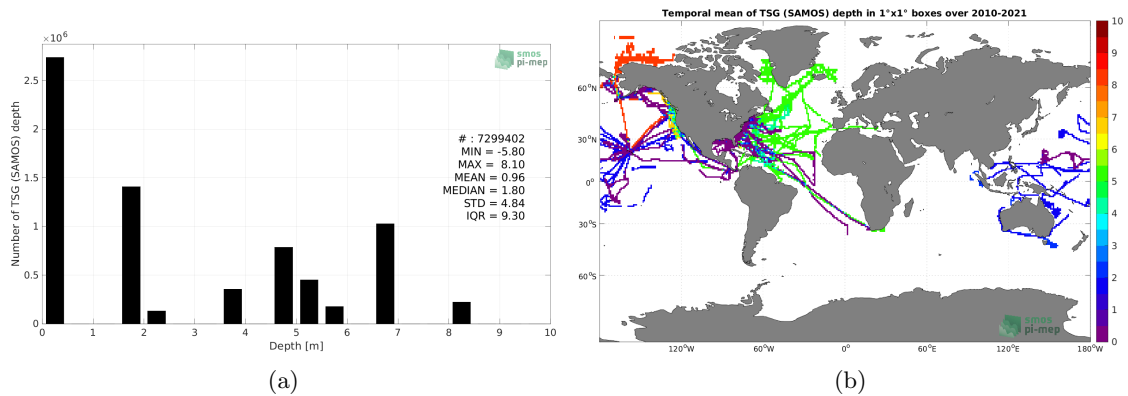 ×10⁶
smos
pi-mep
2.5
2
1.5
1
0.5
0
Number of TSG (SAMOS) depth
# : 7299402
MIN = -5.80
MAX = 8.10
MEAN = 0.96
MEDIAN = 1.80
STD = 4.84
IQR = 9.30
0 1 2 3 4 5 6 7 8 9 10
Depth [m]
(a)
Temporal mean of TSG (SAMOS) depth in 1°x1° boxes over 2010-2021
60°N
30°N
0°
30°S
60°S
120°W 60°W 0° 60°E 120°E 180°W
smos
pi-mep
10
9
8
7
6
5
4
3
2
1
0
(b)